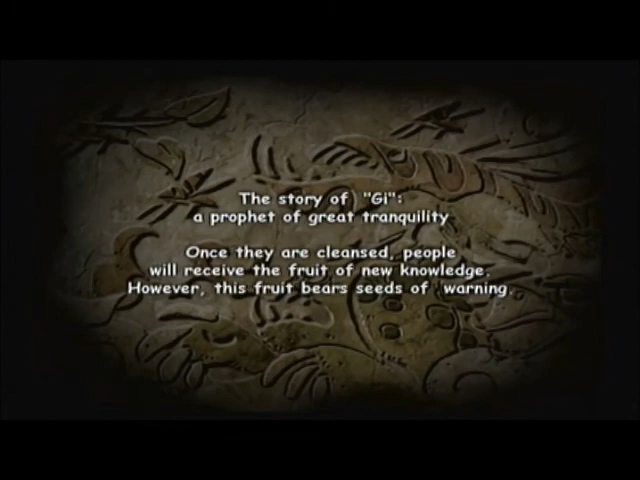 The story of "Gi":
a prophet of great tranquility
Once they are cleansed, people
will receive the fruit of new knowledge.
However, this fruit bears seeds of warning.